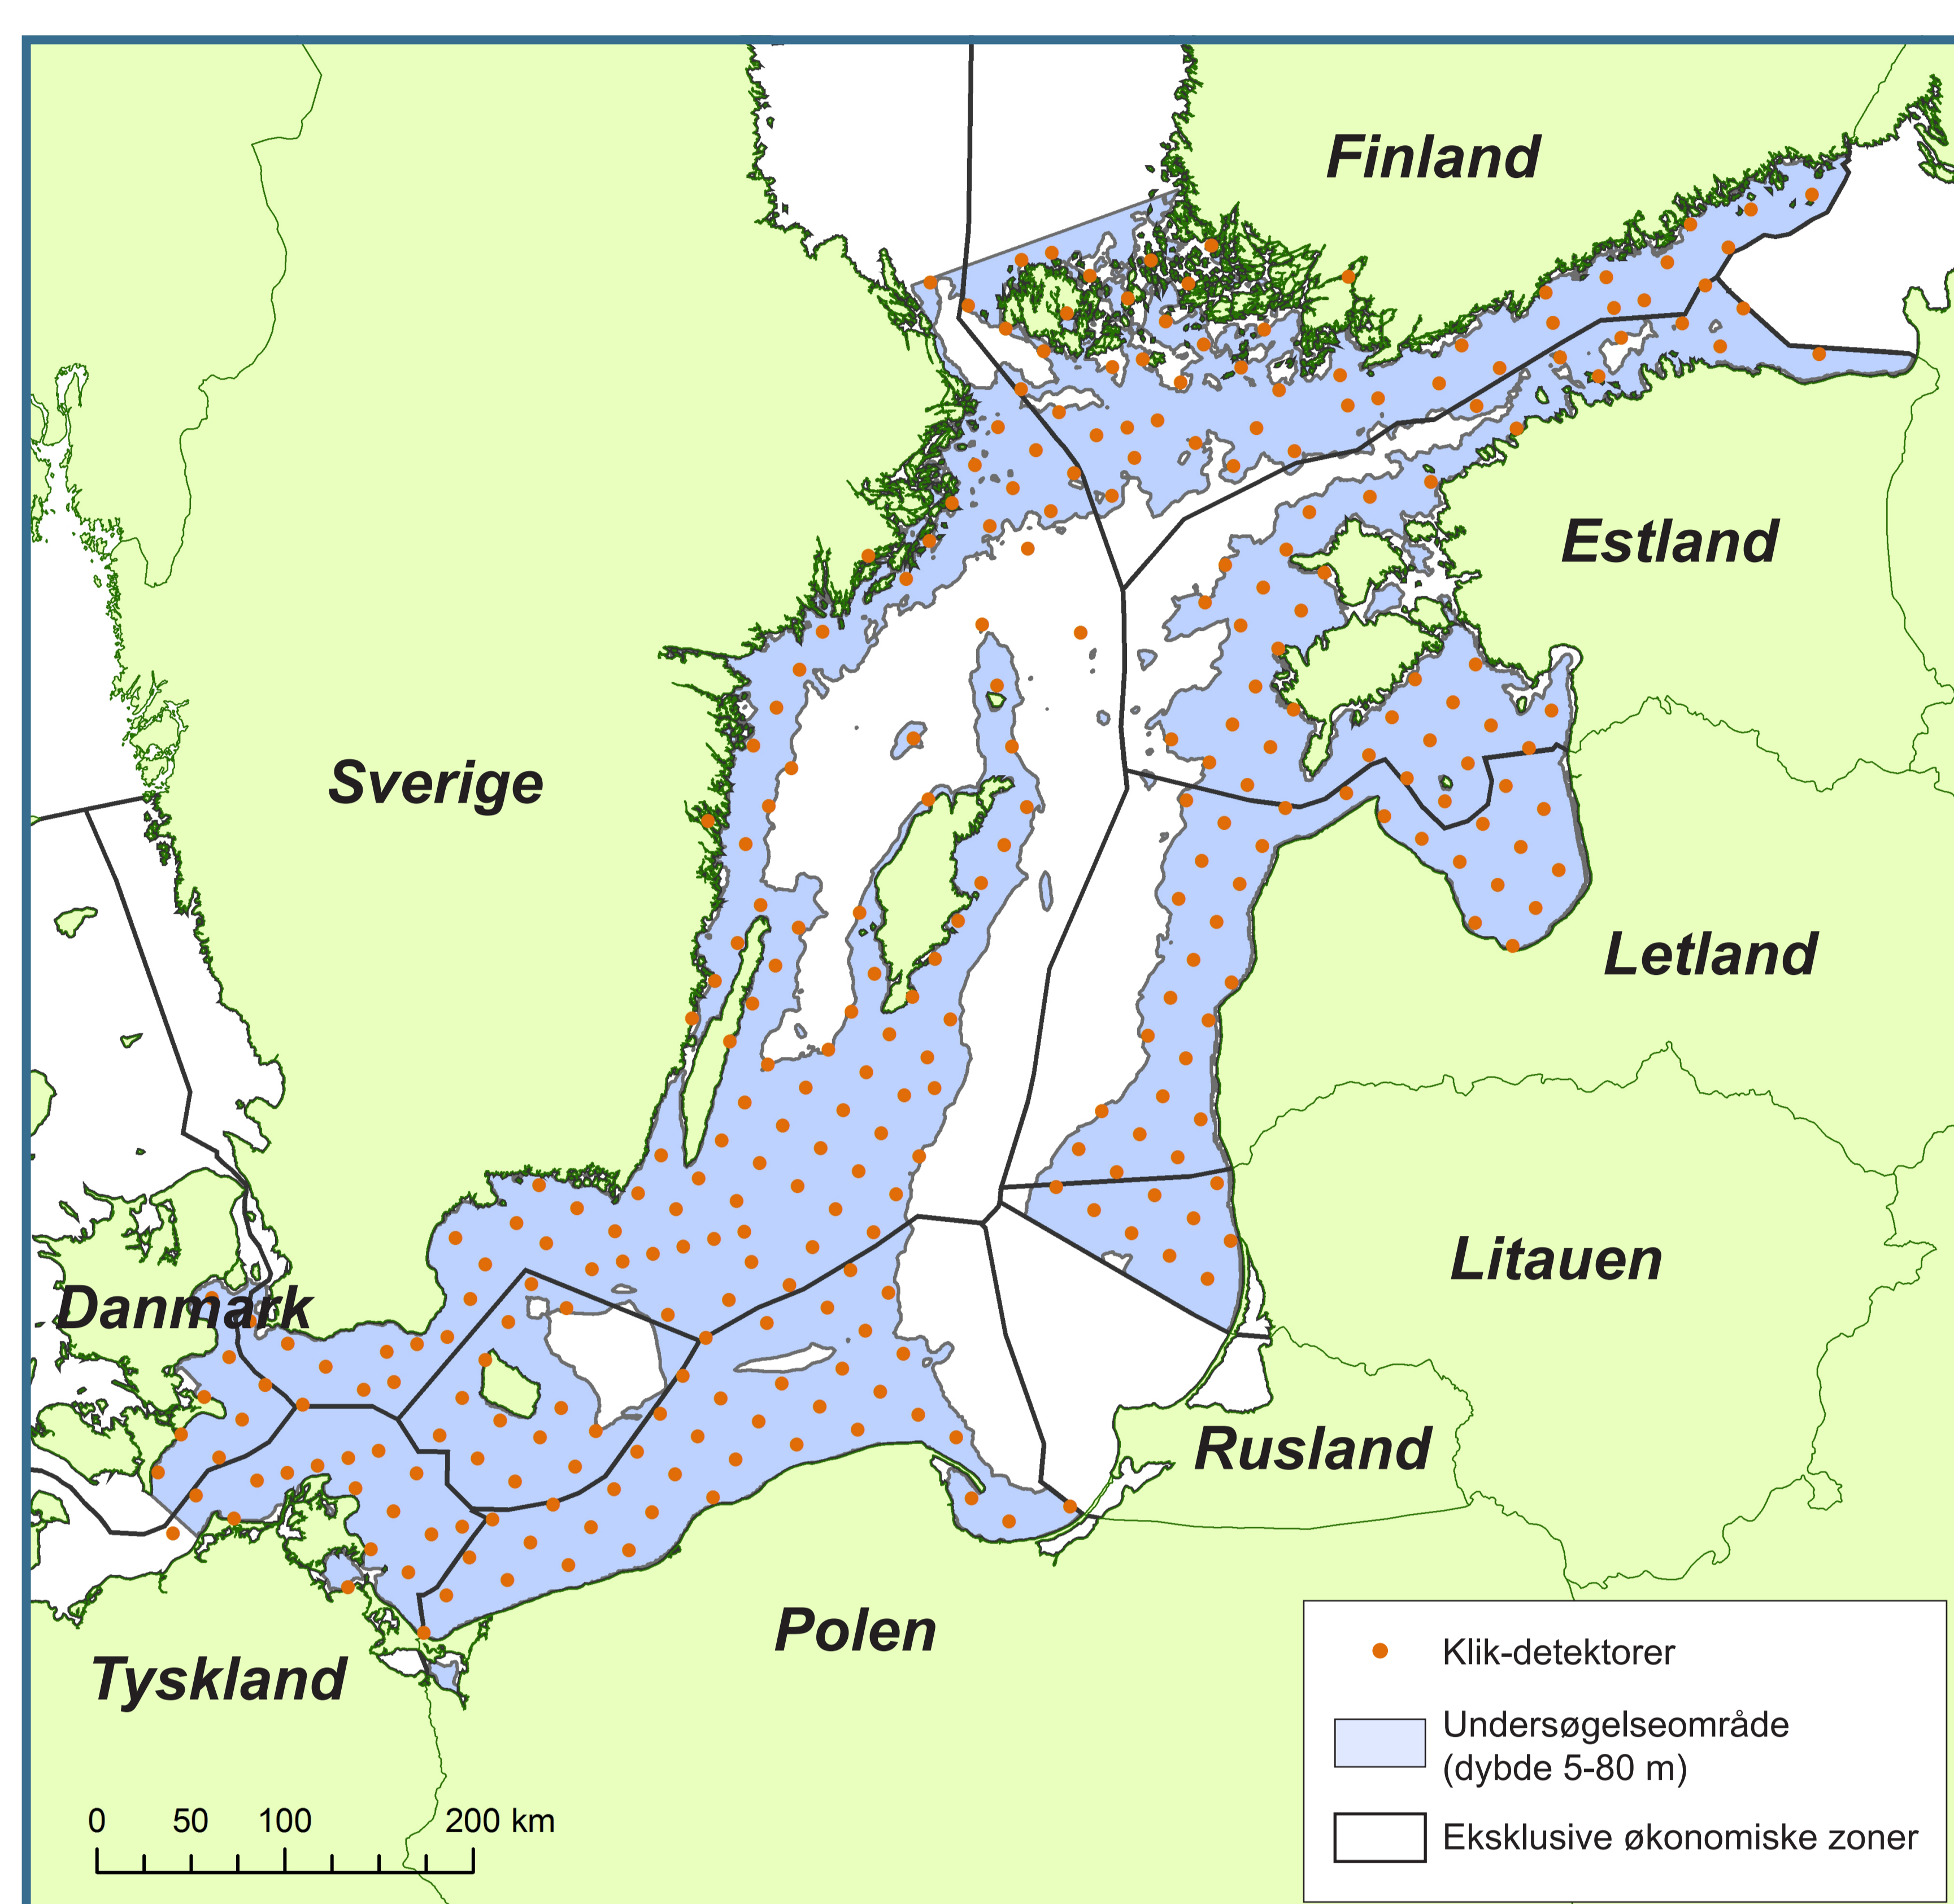 Finland
Estland
Sverige
Letland
Litauen
Danmark
Rusland
Polen
Tyskland
Klik-detektorer
Undersøgelseområde
(dybde 5-80 m)
Eksklusive økonomiske zoner
0 50 100 200 km